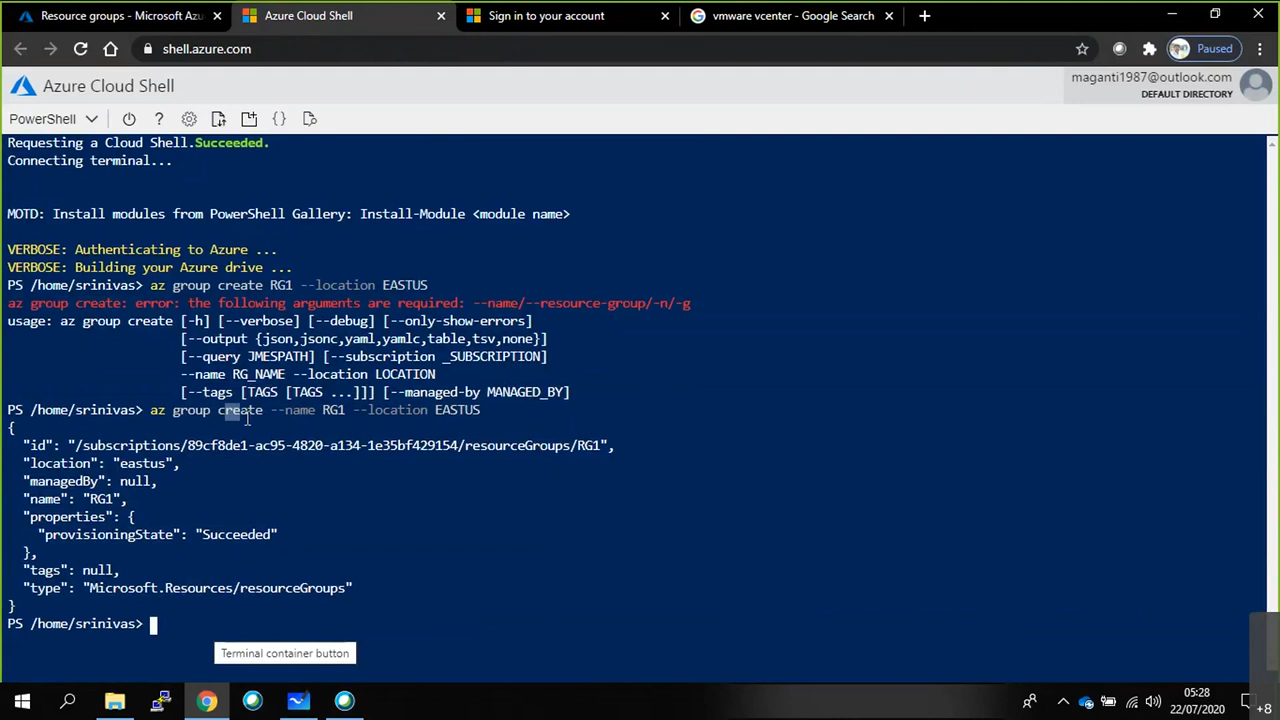 Resource groups - Microsoft Azu
Azure Cloud Shell
Sign in to your account
vmware vcenter - Google Search
shell.azure.com
Paused
Azure Cloud Shell
maganti1987@outlook.com
DEFAULT DIRECTORY
PowerShell
Requesting a Cloud Shell.Succeeded.
Connecting terminal...
MOTD: Install modules from PowerShell Gallery: Install-Module <module name>
VERBOSE: Authenticating to Azure ...
VERBOSE: Building your Azure drive ...
PS /home/srinivas> az group create RG1 --location EASTUS
az group create: error: the following arguments are required: --name/--resource-group/-n/-g
usage: az group create [-h] [--verbose] [--debug] [--only-show-errors]
[--output {json,jsonc,yaml,yamlc,table,tsv,none}]
[--query JMESPATH] [--subscription _SUBSCRIPTION]
--name RG_NAME --location LOCATION
[--tags [TAGS [TAGS ...]]] [--managed-by MANAGED_BY]
PS /home/srinivas> az group create --name RG1 --location EASTUS
{
"id": "/subscriptions/89cf8de1-ac95-4820-a134-1e35bf429154/resourceGroups/RG1",
"location": "eastus",
"managedBy": null,
"name": "RG1",
"properties": {
"provisioningState": "Succeeded"
},
"tags": null,
"type": "Microsoft.Resources/resourceGroups"
}
PS /home/srinivas>
Terminal container button
05:28
22/07/2020
+8